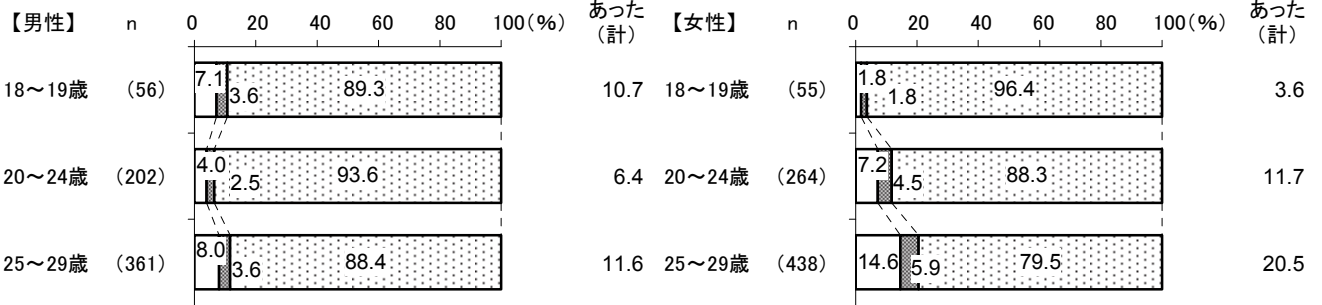 【男性】 n 0 20 40 60 80 100(%) あった(計)
18～19歳 (56) 7.1 3.6 89.3 10.7
20～24歳 (202) 4.0 2.5 93.6 6.4
25～29歳 (361) 8.0 3.6 88.4 11.6
【女性】 n 0 20 40 60 80 100(%) あった(計)
18～19歳 (55) 1.8 1.8 96.4 3.6
20～24歳 (264) 7.2 4.5 88.3 11.7
25～29歳 (438) 14.6 5.9 79.5 20.5